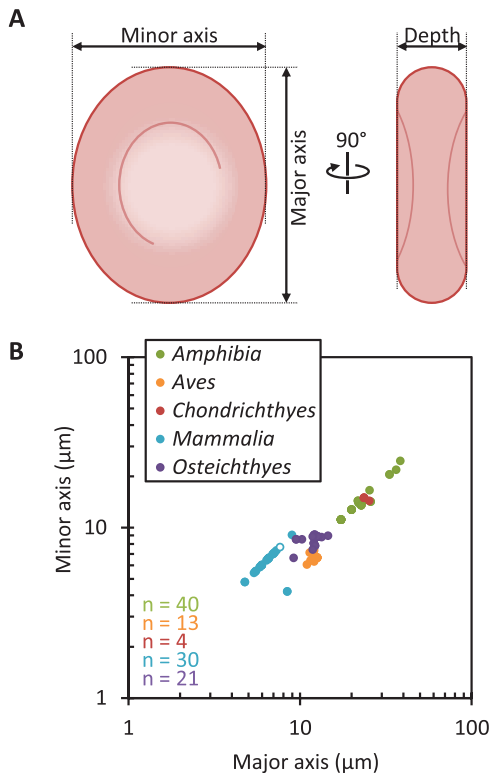 A
Minor axis
Depth
Major axis
90°
B
Amphibia
Aves
Chondrichthyes
Mammalia
Osteichthyes
100
10
1
Minor axis (µm)
n = 40
n = 13
n = 4
n = 30
n = 21
1
10
100
Major axis (µm)